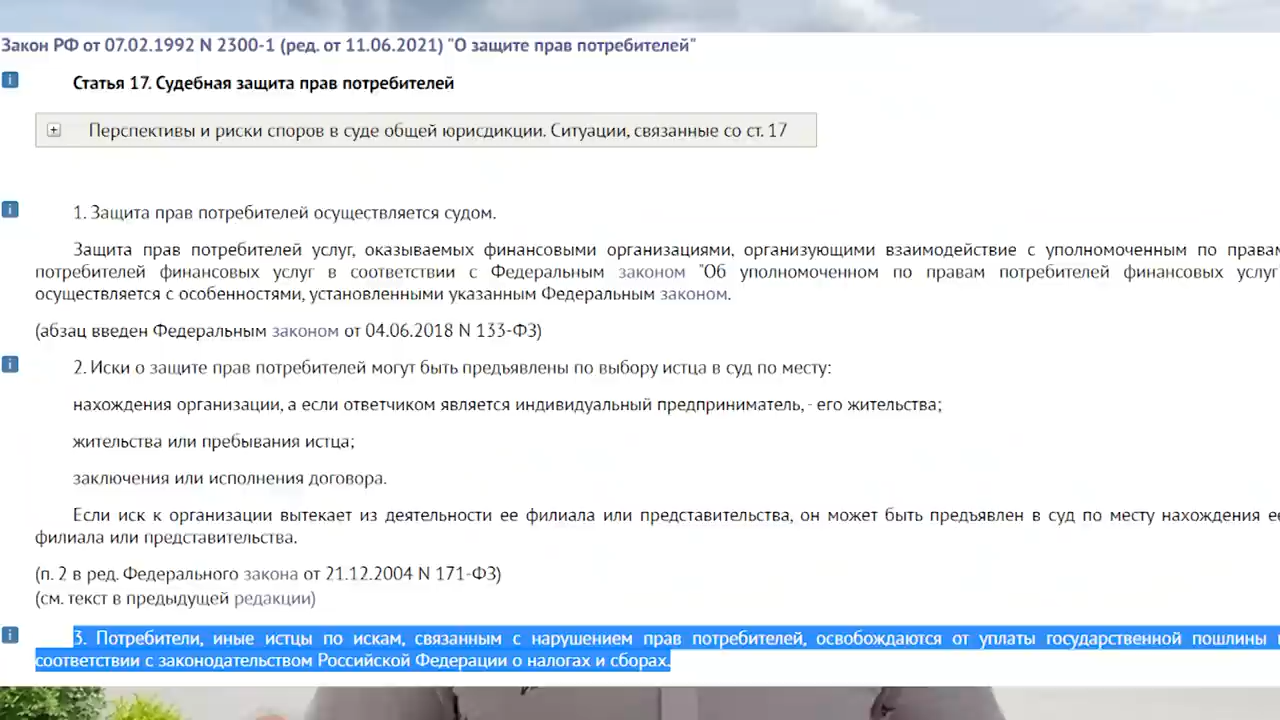 Закон РФ от 07.02.1992 N 2300-1 (ред. от 11.06.2021) "О защите прав потребителей"
Статья 17. Судебная защита прав потребителей
Перспективы и риски споров в суде общей юрисдикции. Ситуации, связанные со ст. 17
1. Защита прав потребителей осуществляется судом.
Защита прав потребителей услуг, оказываемых финансовыми организациями, организующими взаимодействие с уполномоченным по правам
потребителей финансовых услуг в соответствии с Федеральным законом "Об уполномоченном по правам потребителей финансовых услуг
осуществляется с особенностями, установленными указанным Федеральным законом.
(абзац введен Федеральным законом от 04.06.2018 N 133-ФЗ)
2. Иски о защите прав потребителей могут быть предъявлены по выбору истца в суд по месту:
нахождения организации, а если ответчиком является индивидуальный предприниматель, - его жительства;
жительства или пребывания истца;
заключения или исполнения договора.
Если иск к организации вытекает из деятельности ее филиала или представительства, он может быть предъявлен в суд по месту нахождения ее
филиала или представительства.
(п. 2 в ред. Федерального закона от 21.12.2004 N 171-ФЗ)
(см. текст в предыдущей редакции)
3. Потребители, иные истцы по искам, связанным с нарушением прав потребителей, освобождаются от уплаты государственной пошлины
соответствии с законодательством Российской Федерации о налогах и сборах.